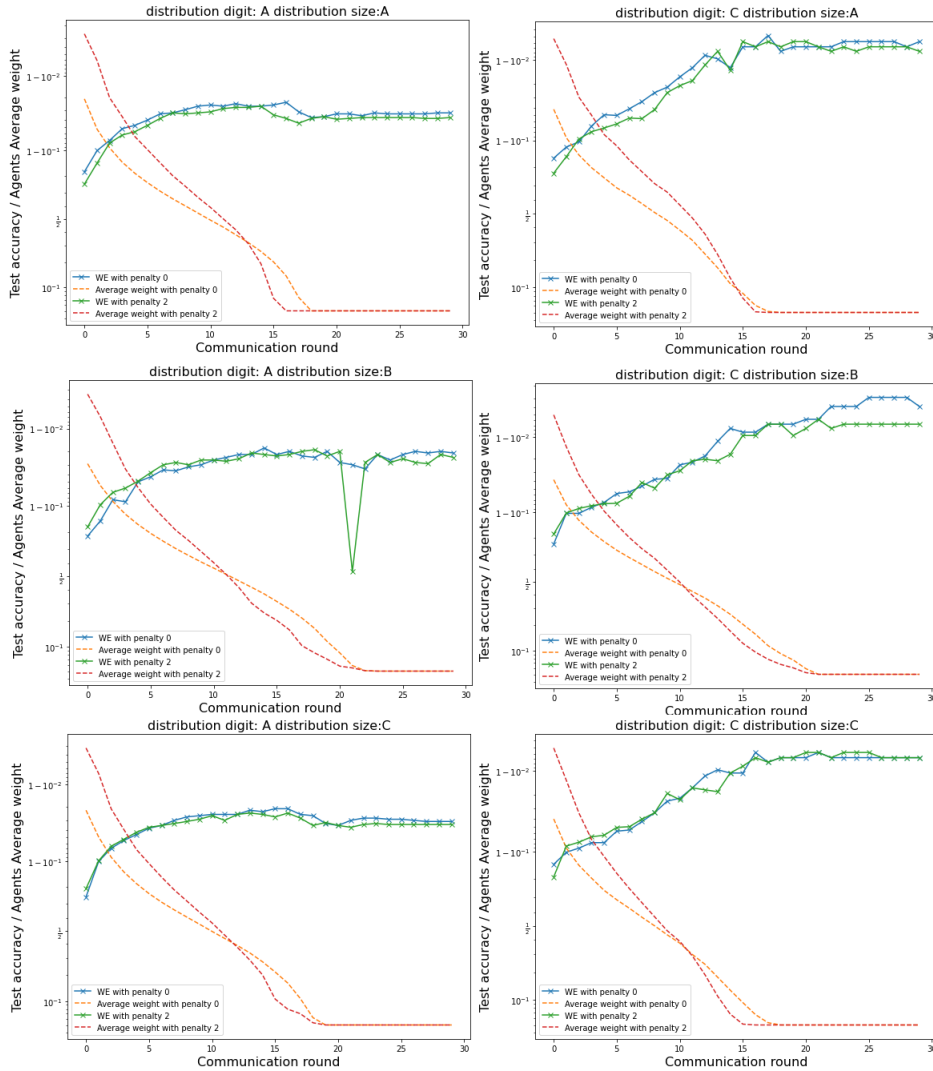 distribution digit: A distribution size:A
Test accuracy / Agents Average weight
1 − 10⁻²
1 − 10⁻¹
½
10⁻¹
WE with penalty 0
Average weight with penalty 0
WE with penalty 2
Average weight with penalty 2
0 5 10 15 20 25 30
Communication round
distribution digit: C distribution size:A
Test accuracy / Agents Average weight
1 − 10⁻²
1 − 10⁻¹
½
10⁻¹
WE with penalty 0
Average weight with penalty 0
WE with penalty 2
Average weight with penalty 2
0 5 10 15 20 25 30
Communication round
distribution digit: A distribution size:B
Test accuracy / Agents Average weight
1 − 10⁻²
1 − 10⁻¹
½
10⁻¹
WE with penalty 0
Average weight with penalty 0
WE with penalty 2
Average weight with penalty 2
0 5 10 15 20 25 30
Communication round
distribution digit: C distribution size:B
Test accuracy / Agents Average weight
1 − 10⁻²
1 − 10⁻¹
½
10⁻¹
WE with penalty 0
Average weight with penalty 0
WE with penalty 2
Average weight with penalty 2
0 5 10 15 20 25 30
Communication round
distribution digit: A distribution size:C
Test accuracy / Agents Average weight
1 − 10⁻²
1 − 10⁻¹
½
10⁻¹
WE with penalty 0
Average weight with penalty 0
WE with penalty 2
Average weight with penalty 2
0 5 10 15 20 25 30
Communication round
distribution digit: C distribution size:C
Test accuracy / Agents Average weight
1 − 10⁻²
1 − 10⁻¹
½
10⁻¹
WE with penalty 0
Average weight with penalty 0
WE with penalty 2
Average weight with penalty 2
0 5 10 15 20 25 30
Communication round